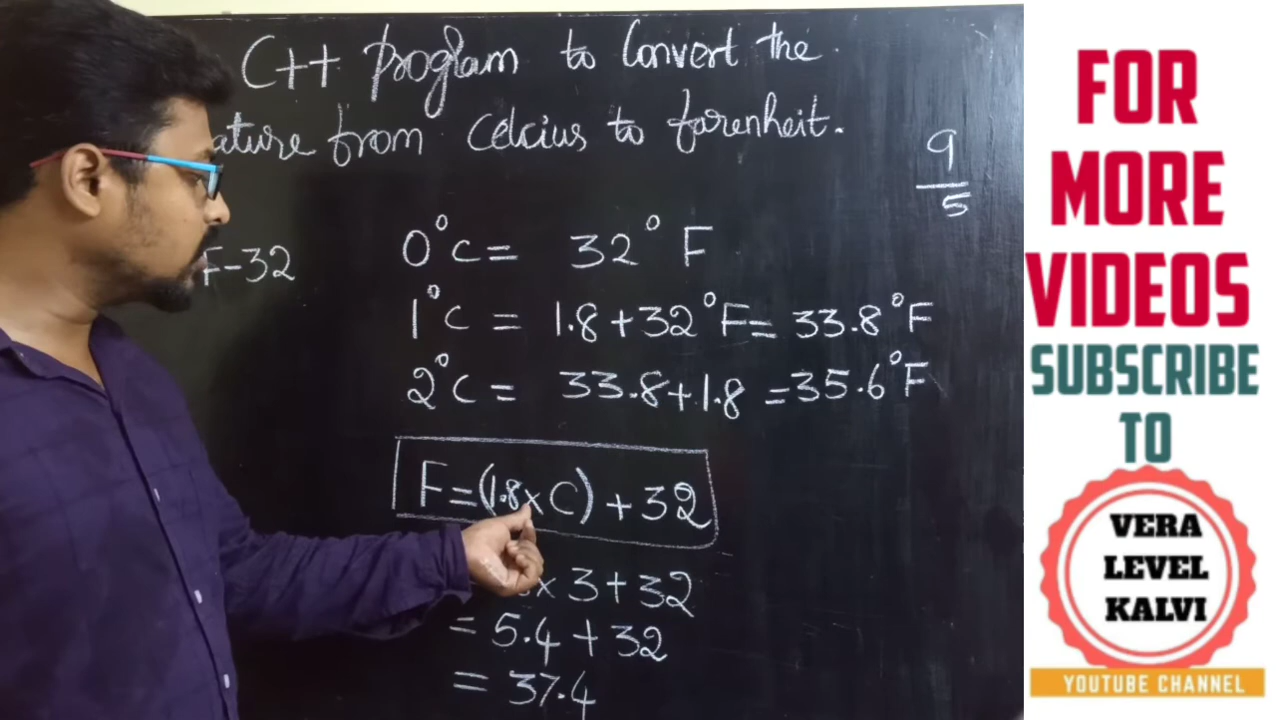 C++ program to Convert the
ature from Celcius to farenheit.
9
5
F-32
0°C = 32° F
1°C = 1.8+32°F= 33.8°F
2°C = 33.8+1.8 =35.6°F
F=(1.8×C)+32
× 3+32
= 5.4+32
= 37.4
FOR
MORE
VIDEOS
SUBSCRIBE
TO
VERA
LEVEL
KALVI
YOUTUBE CHANNEL